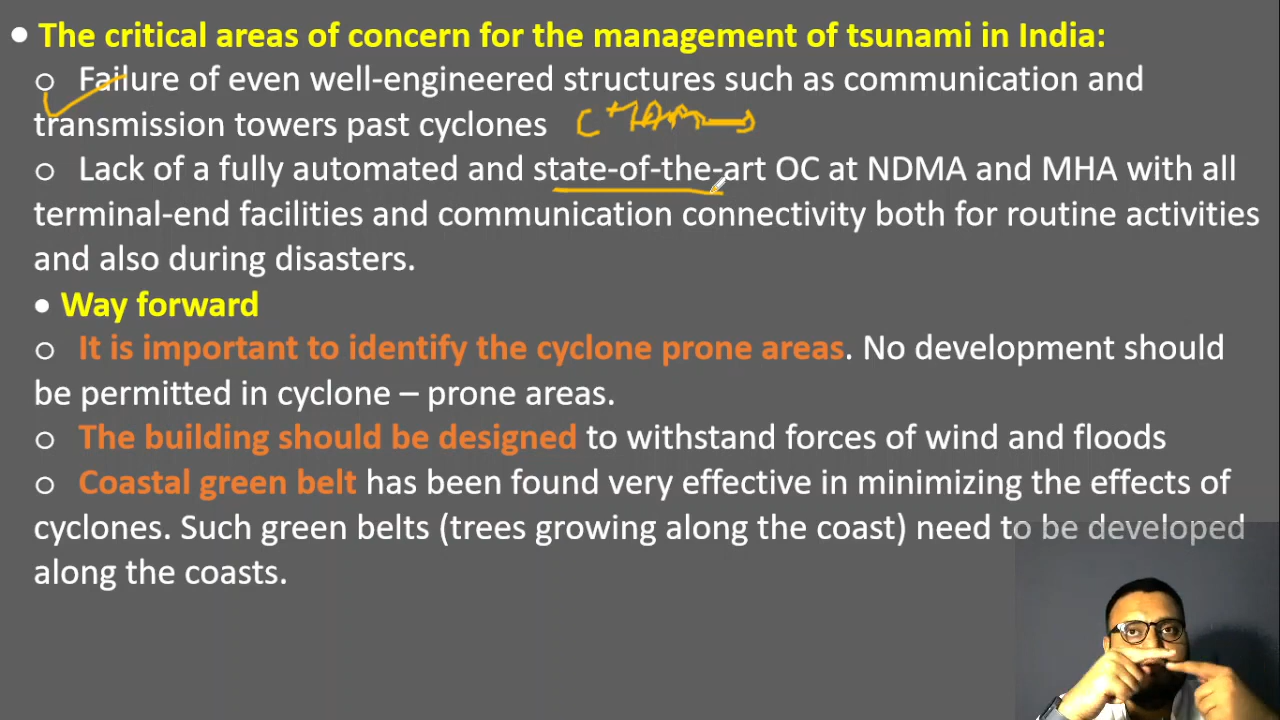 • The critical areas of concern for the management of tsunami in India:
o Failure of even well-engineered structures such as communication and
transmission towers past cyclones
o Lack of a fully automated and state-of-the-art OC at NDMA and MHA with all
terminal-end facilities and communication connectivity both for routine activities
and also during disasters.
• Way forward
o It is important to identify the cyclone prone areas. No development should
be permitted in cyclone – prone areas.
o The building should be designed to withstand forces of wind and floods
o Coastal green belt has been found very effective in minimizing the effects of
cyclones. Such green belts (trees growing along the coast) need to be developed
along the coasts.